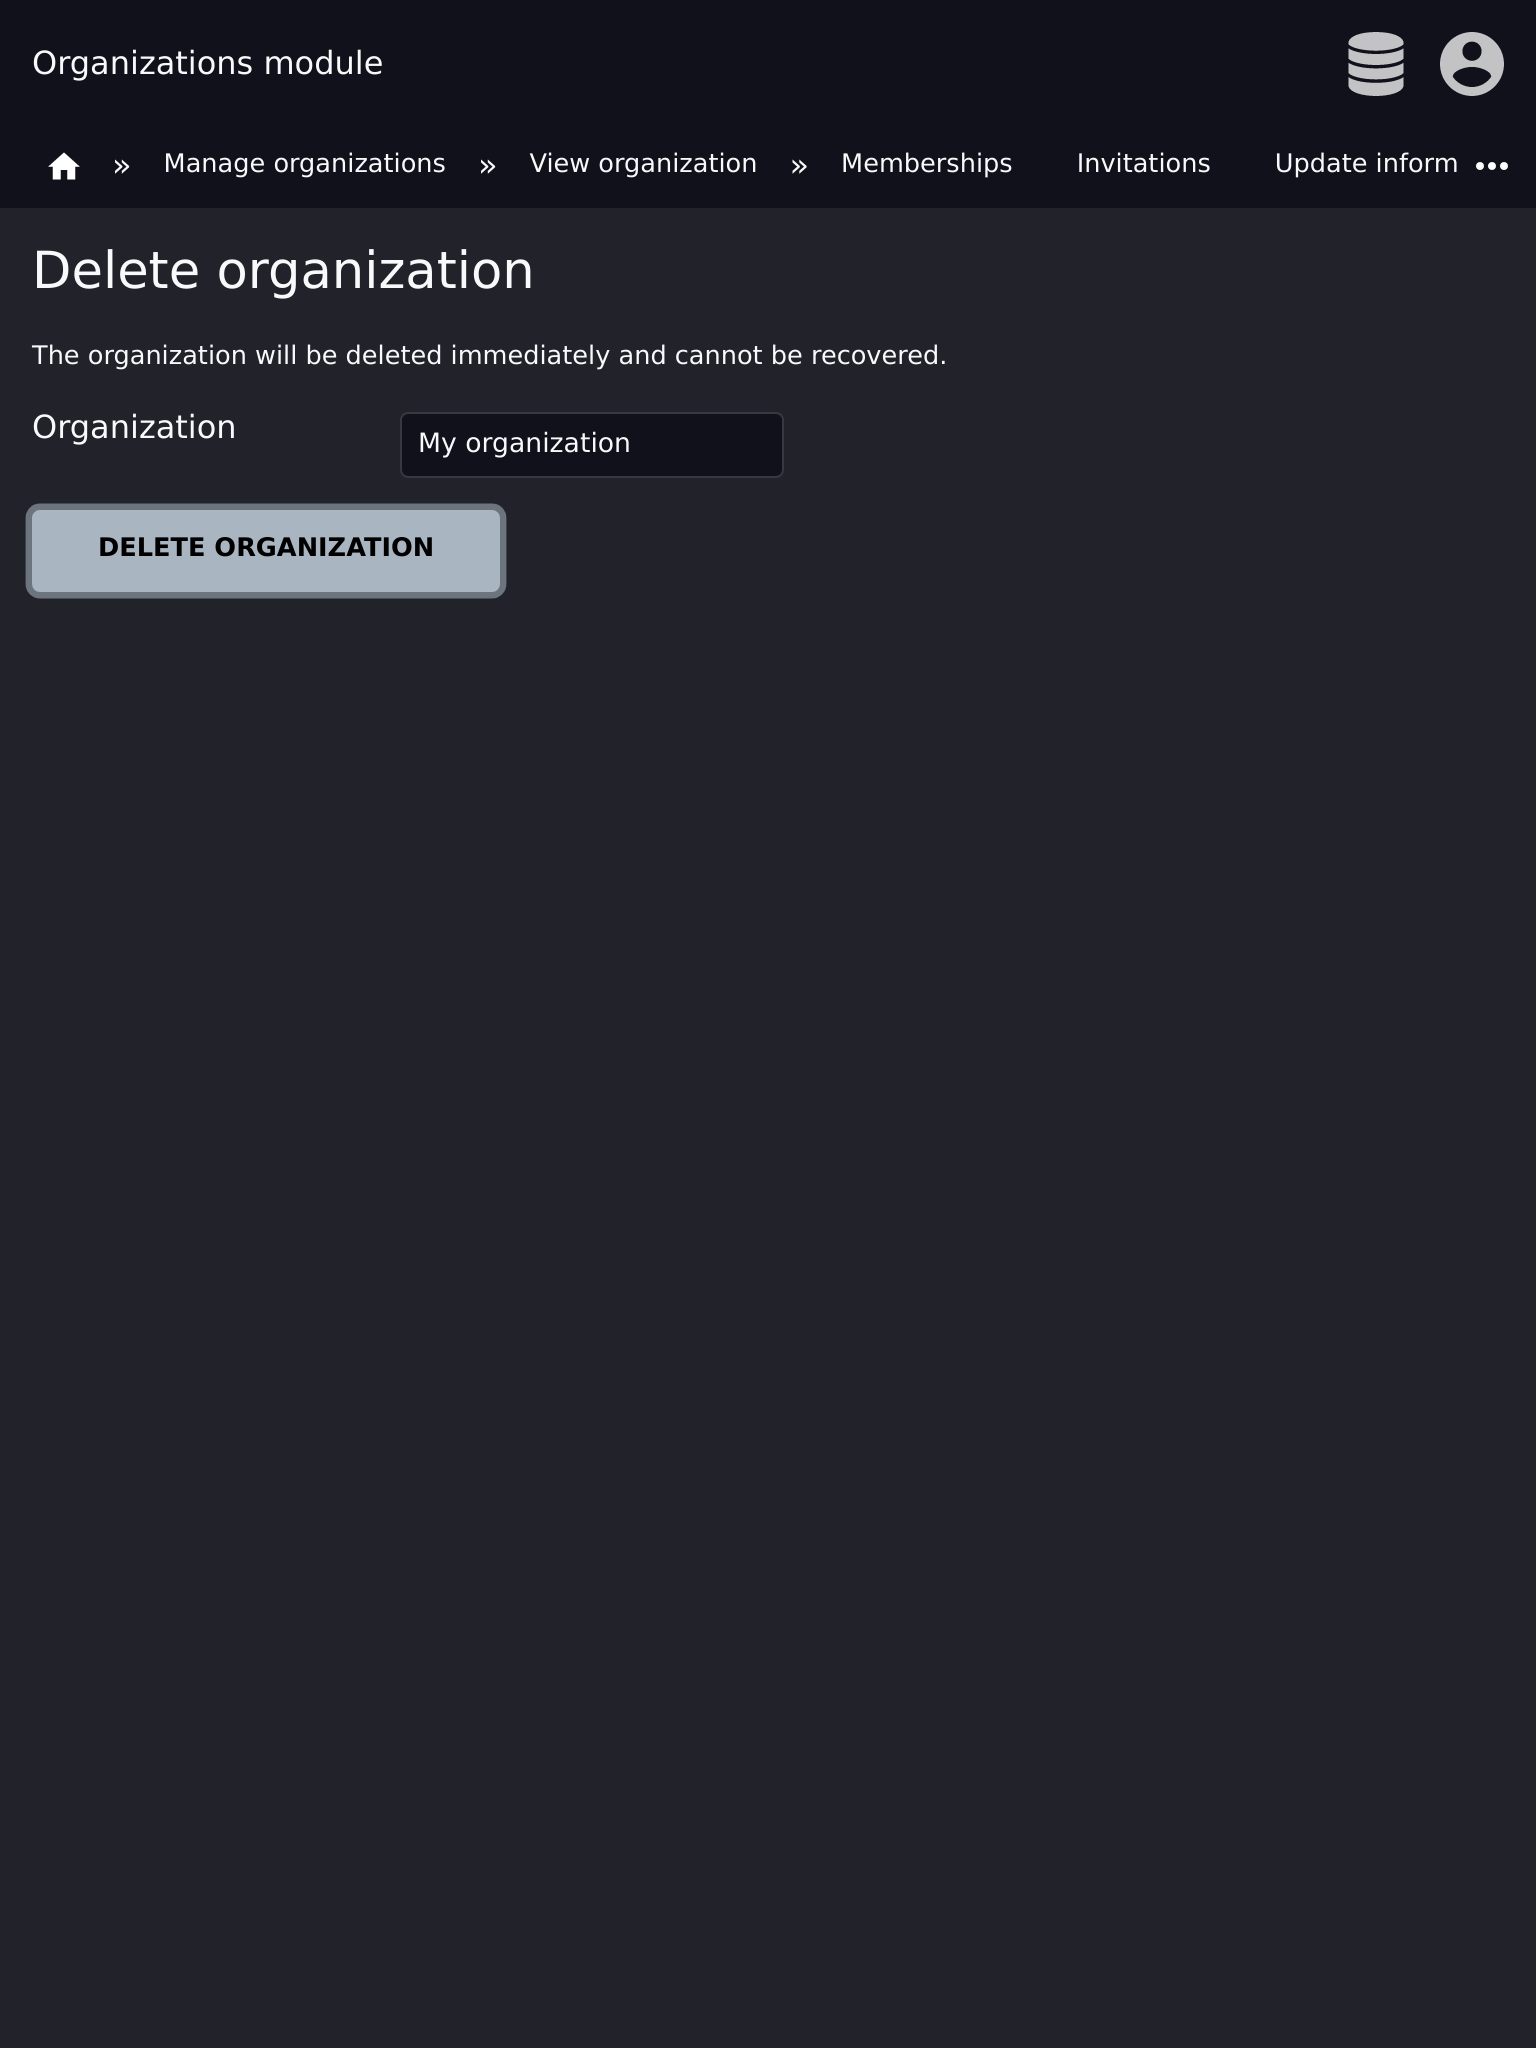 Organizations module
» Manage organizations » View organization » Memberships Invitations Update inform •••
Delete organization
The organization will be deleted immediately and cannot be recovered.
Organization
My organization
DELETE ORGANIZATION